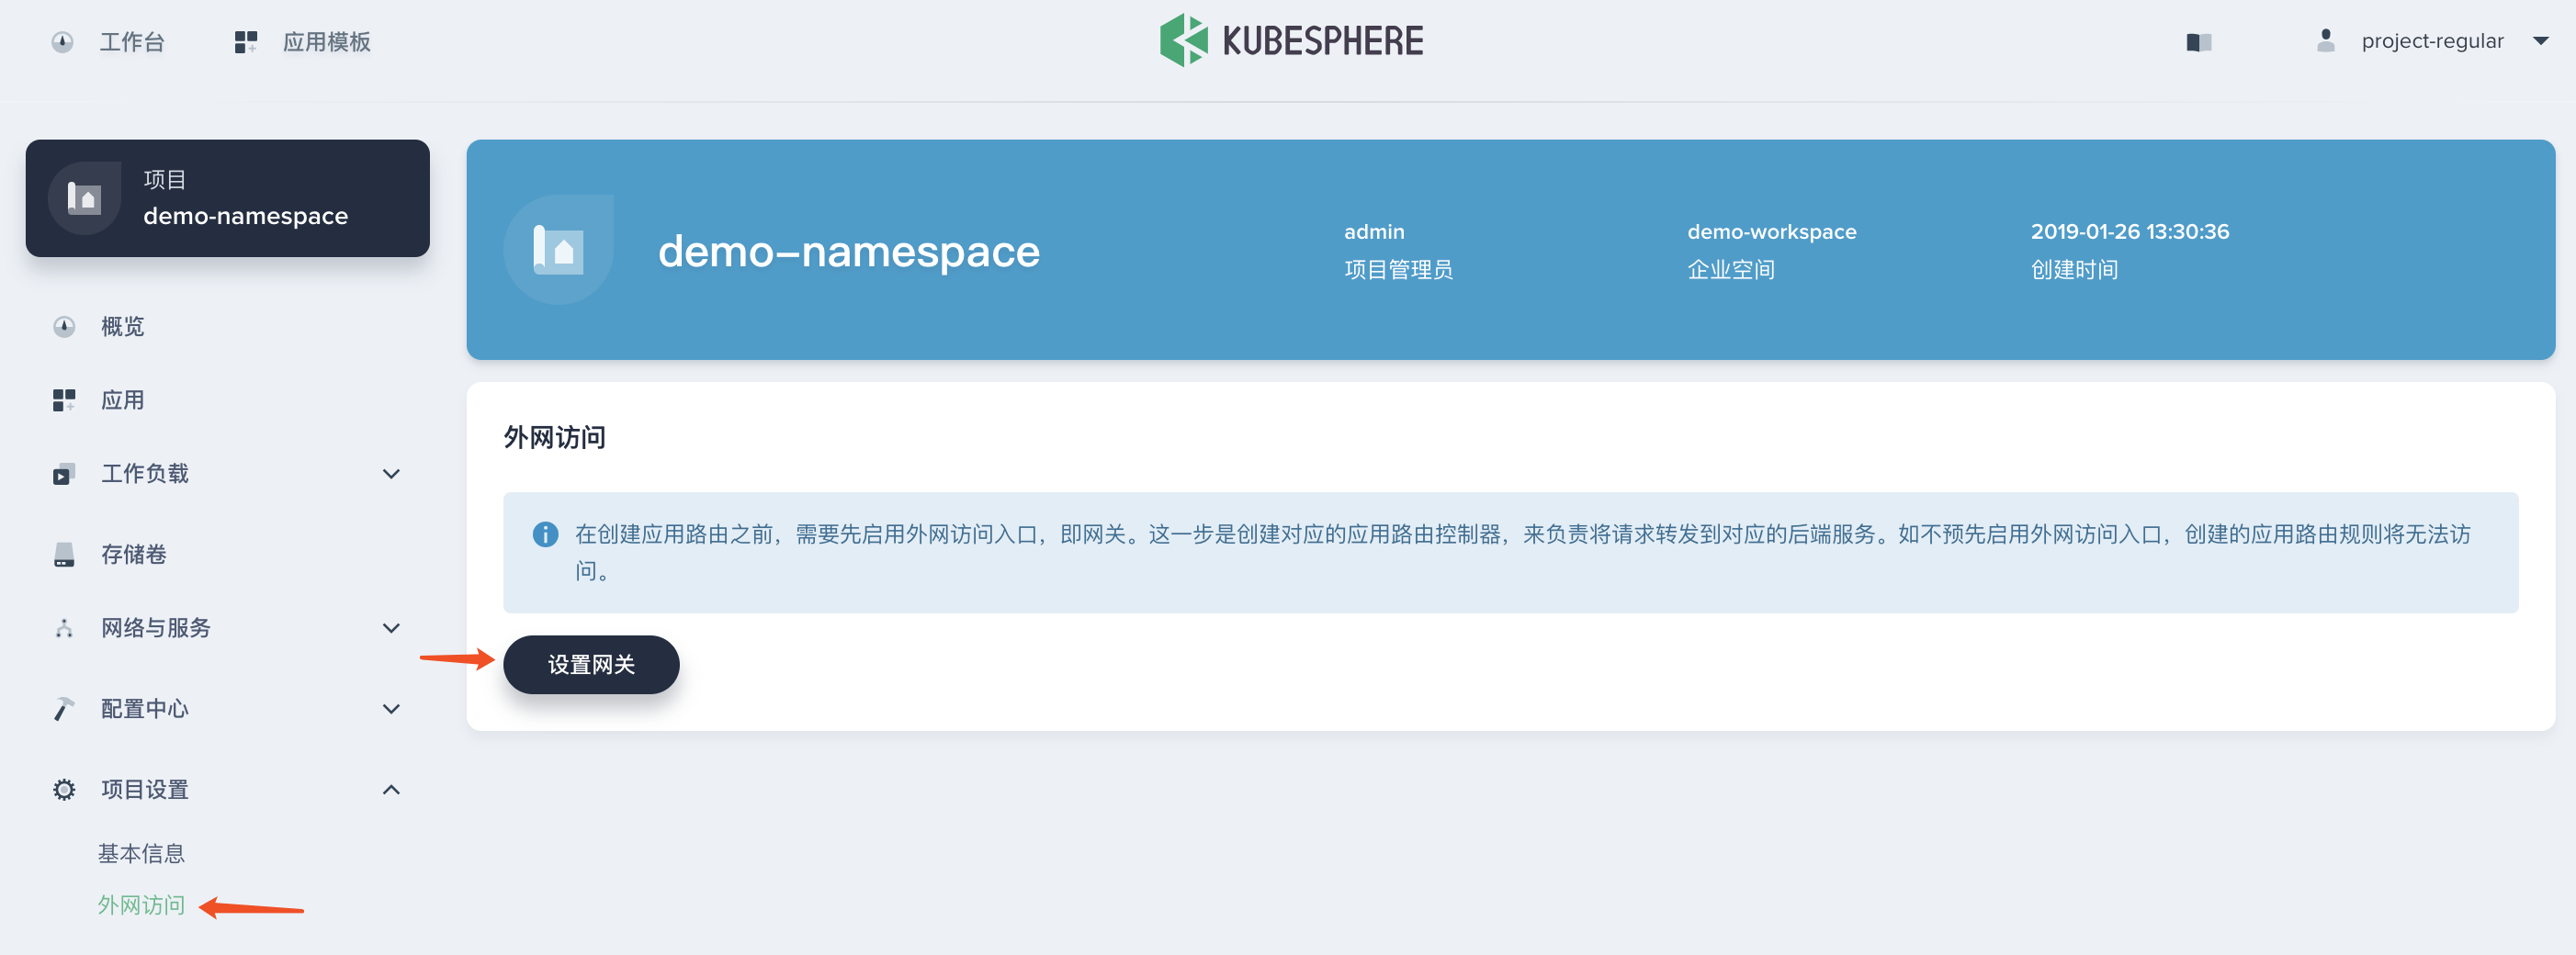 工作台
应用模板
KUBESPHERE
project-regular
项目
demo-namespace
概览
应用
工作负载
存储卷
网络与服务
配置中心
项目设置
基本信息
外网访问
demo-namespace
admin
项目管理员
demo-workspace
企业空间
2019-01-26 13:30:36
创建时间
外网访问
在创建应用路由之前，需要先启用外网访问入口，即网关。这一步是创建对应的应用路由控制器，来负责将请求转发到对应的后端服务。如不预先启用外网访问入口，创建的应用路由规则将无法访
问。
设置网关